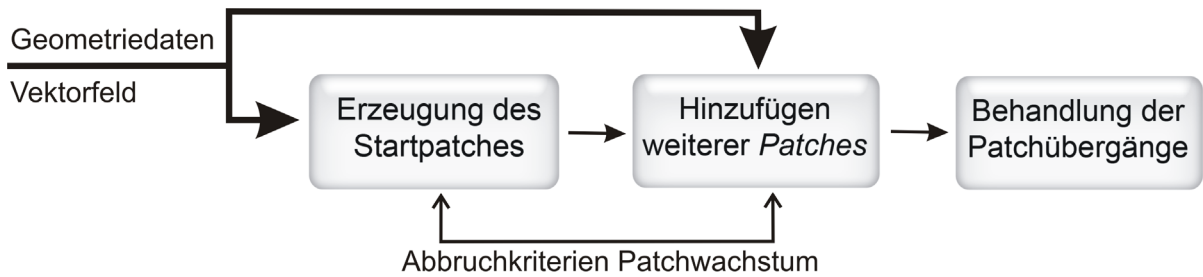 Geometriedaten
Vektorfeld
Erzeugung des
Startpatches
Hinzufügen
weiterer Patches
Behandlung der
Patchübergänge
Abbruchkriterien Patchwachstum